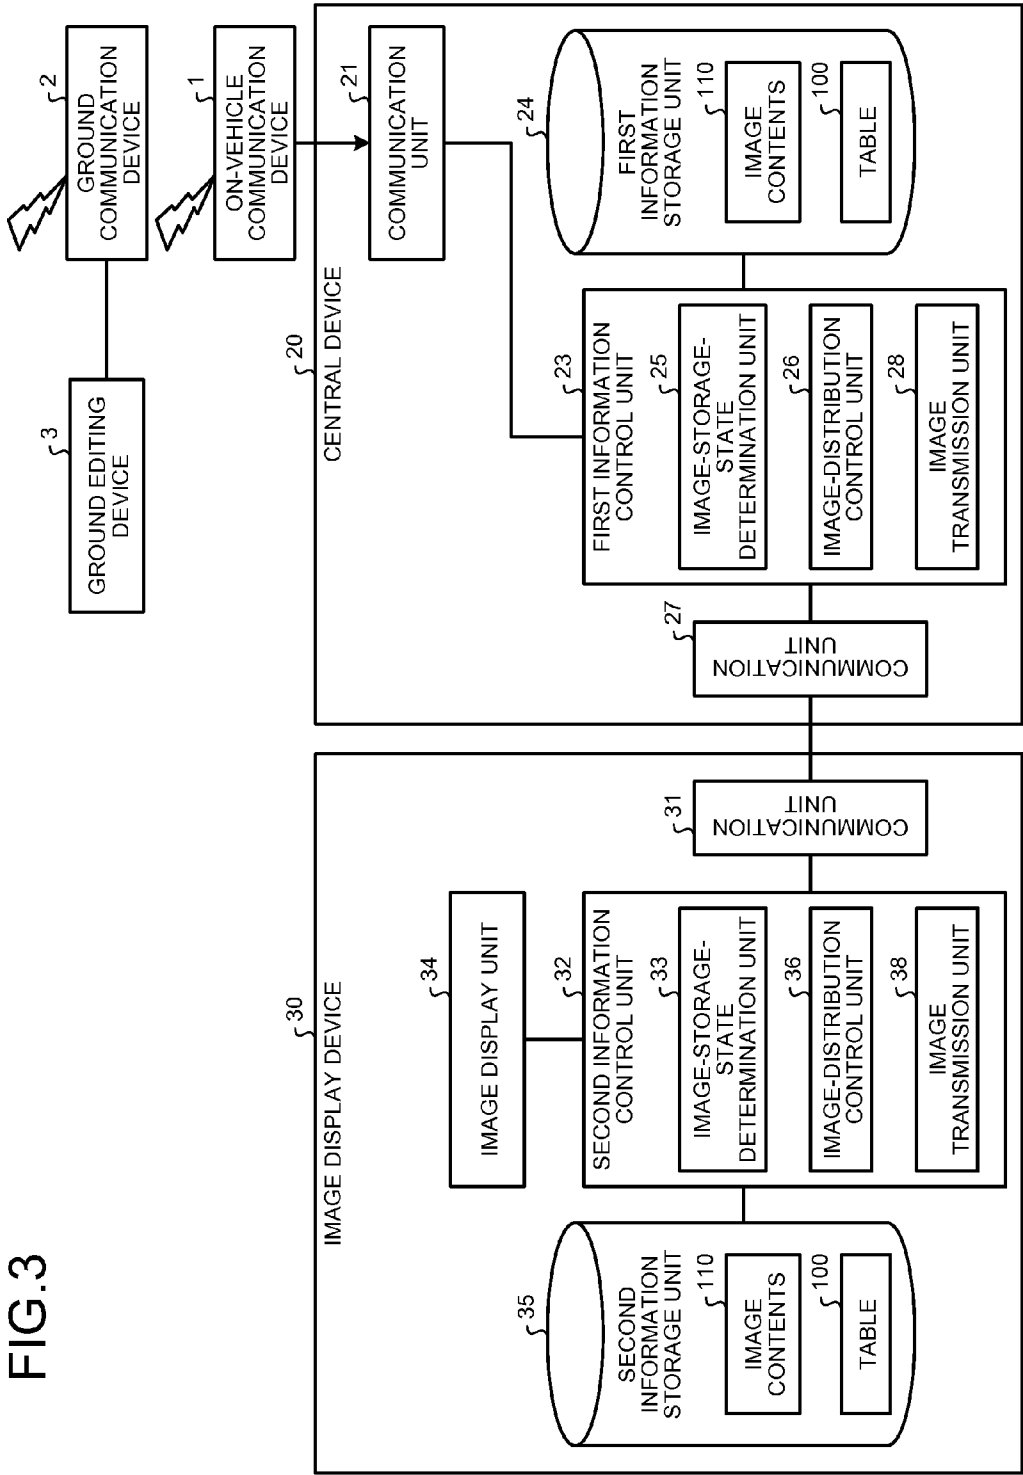 FIG.3
3
GROUND EDITING
DEVICE
2
GROUND
COMMUNICATION
DEVICE
1
ON-VEHICLE
COMMUNICATION
DEVICE
30
IMAGE DISPLAY DEVICE
34
IMAGE DISPLAY UNIT
35
SECOND
INFORMATION
STORAGE UNIT
110
IMAGE
CONTENTS
100
TABLE
32
SECOND INFORMATION
CONTROL UNIT
33
IMAGE-STORAGE-
STATE
DETERMINATION UNIT
36
IMAGE-DISTRIBUTION
CONTROL UNIT
38
IMAGE
TRANSMISSION UNIT
31
COMMUNICATION
UNIT
20
CENTRAL DEVICE
21
COMMUNICATION
UNIT
27
COMMUNICATION
UNIT
23
FIRST INFORMATION
CONTROL UNIT
25
IMAGE-STORAGE-
STATE
DETERMINATION UNIT
26
IMAGE-DISTRIBUTION
CONTROL UNIT
28
IMAGE
TRANSMISSION UNIT
24
FIRST
INFORMATION
STORAGE UNIT
110
IMAGE
CONTENTS
100
TABLE